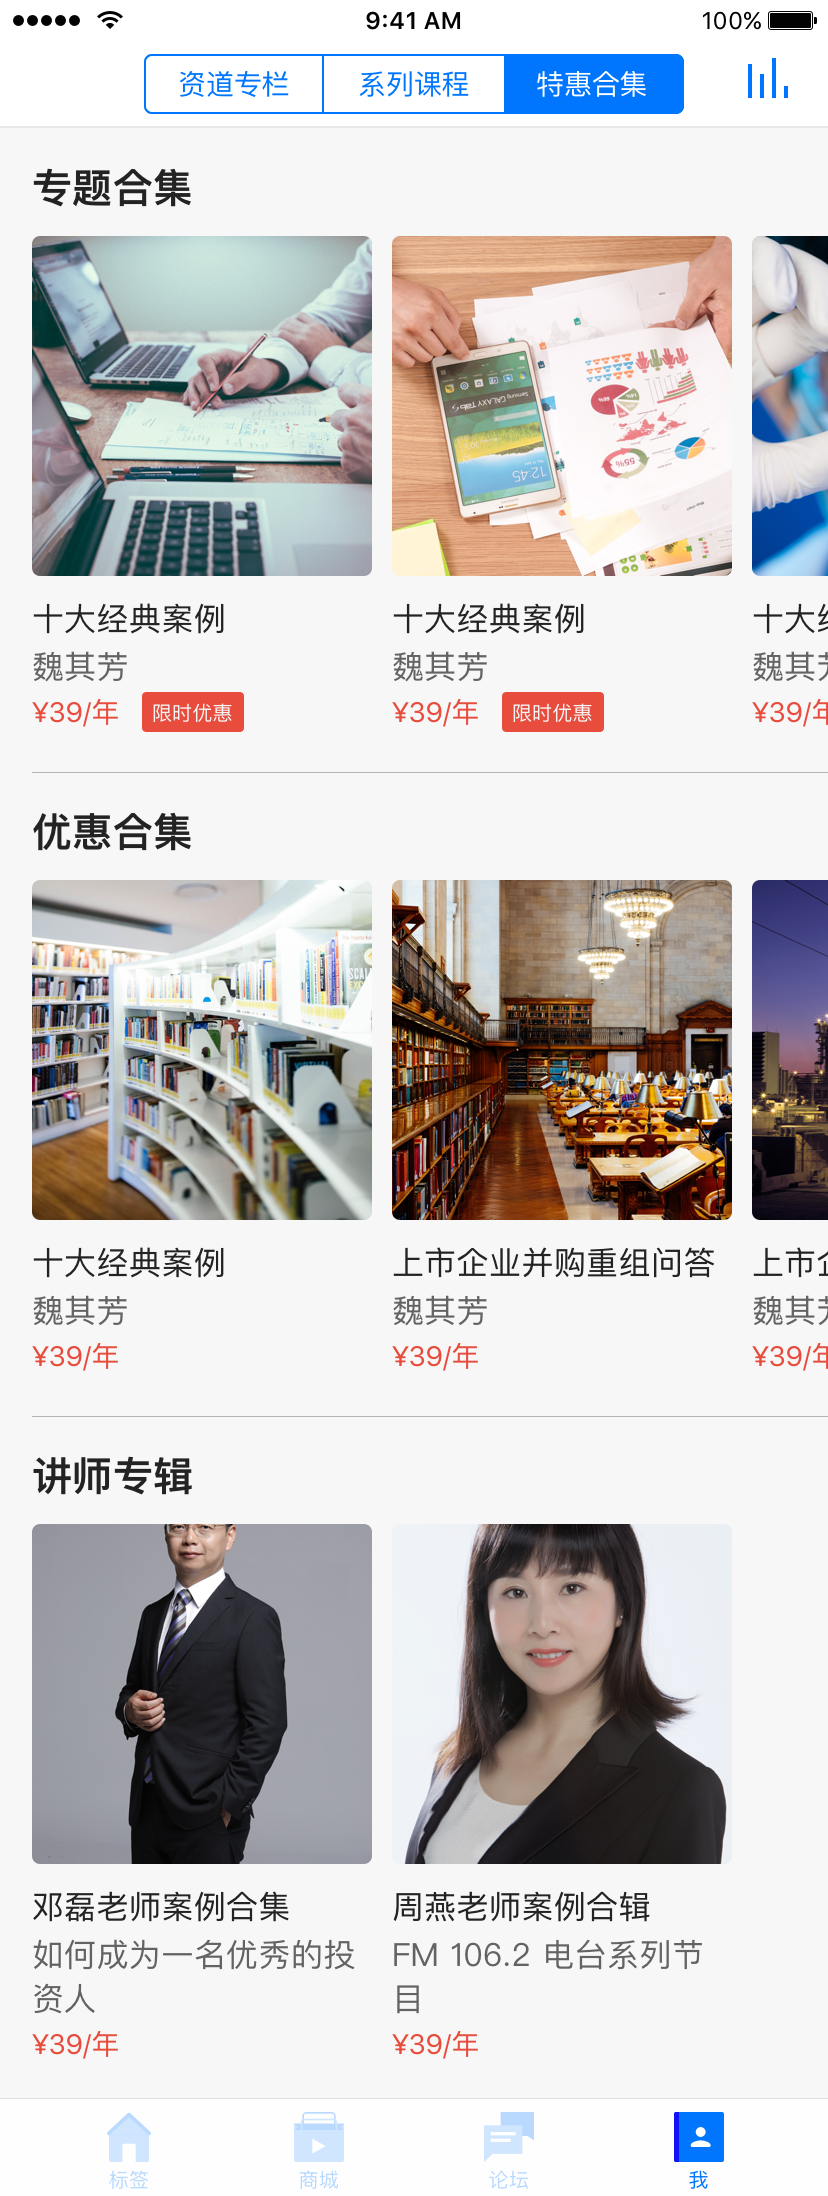 9:41 AM
100%
资道专栏 系列课程 特惠合集
专题合集
十大经典案例 十大经典案例 十大
魏其芳 魏其芳 魏其
¥39/年 限时优惠 ¥39/年 限时优惠 ¥39/年
优惠合集
十大经典案例 上市企业并购重组问答 上市企
魏其芳 魏其芳 魏其
¥39/年 ¥39/年 ¥39/年
讲师专辑
邓磊老师案例合集 周燕老师案例合辑
如何成为一名优秀的投 FM 106.2 电台系列节
资人 目
¥39/年 ¥39/年
标签 商城 论坛 我